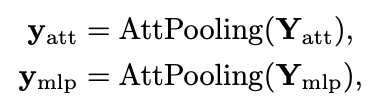 y_att = AttPooling(Y_att),
y_mlp = AttPooling(Y_mlp),